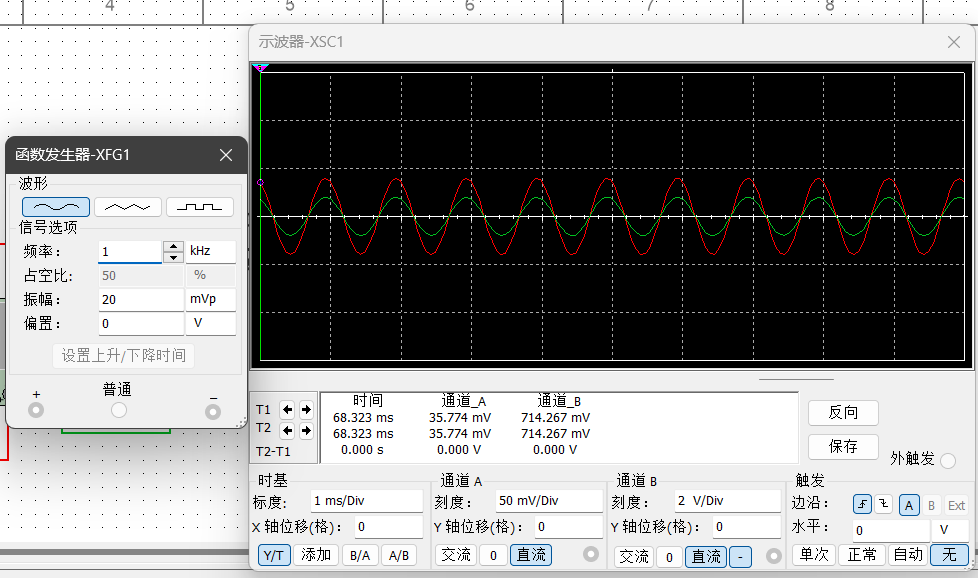 4 5 6 7 8
示波器-XSC1
函数发生器-XFG1
波形
信号选项
频率: 1 kHz
占空比: 50 %
振幅: 20 mVp
偏置: 0 V
设置上升/下降时间
+ 普通 −
时间 通道_A 通道_B
T1 68.323 ms 35.774 mV 714.267 mV
T2 68.323 ms 35.774 mV 714.267 mV
T2-T1 0.000 s 0.000 V 0.000 V
反向
保存
外触发
时基
标度: 1 ms/Div
X 轴位移(格): 0
Y/T 添加 B/A A/B
通道 A
刻度: 50 mV/Div
Y 轴位移(格): 0
交流 0 直流
通道 B
刻度: 2 V/Div
Y 轴位移(格): 0
交流 0 直流 -
触发
边沿: A B Ext
水平: 0 V
单次 正常 自动 无